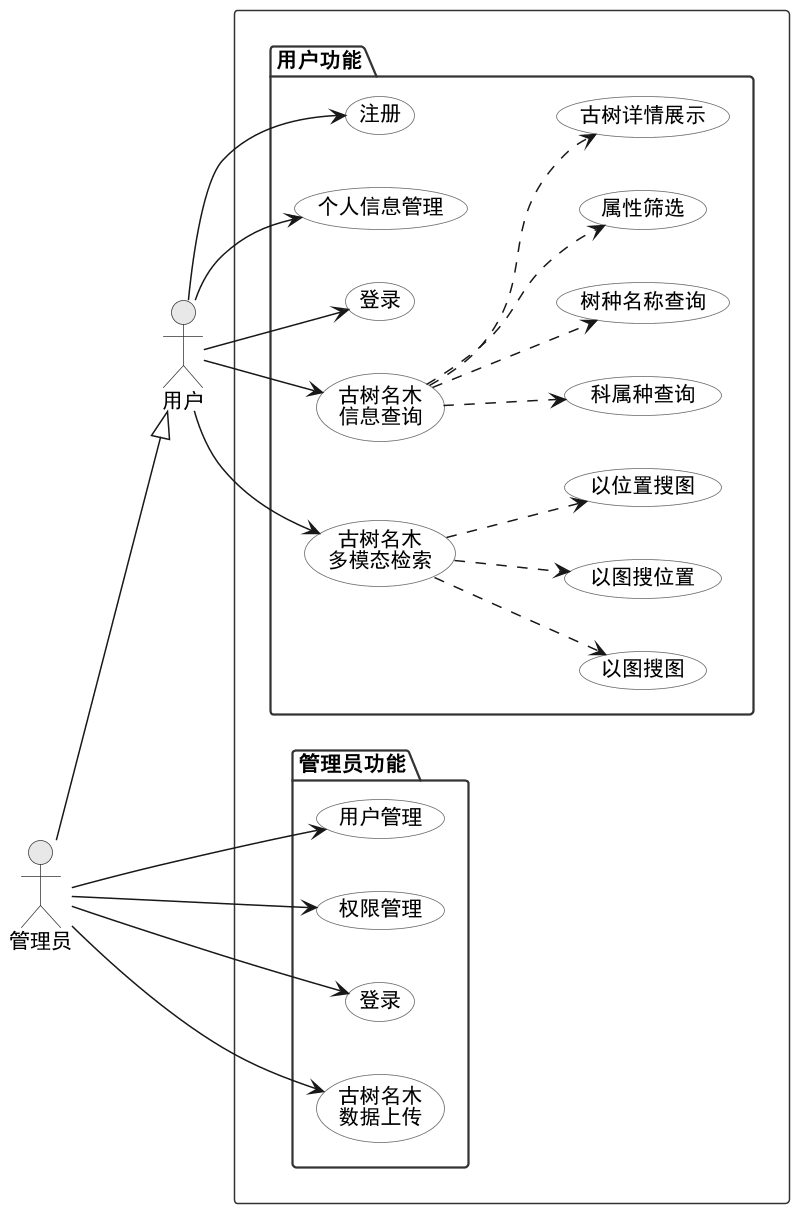 用户功能
注册
古树详情展示
个人信息管理
属性筛选
登录
树种名称查询
用户
古树名木
信息查询
科属种查询
以位置搜图
古树名木
多模态检索
以图搜位置
以图搜图
管理员功能
用户管理
管理员
权限管理
登录
古树名木
数据上传